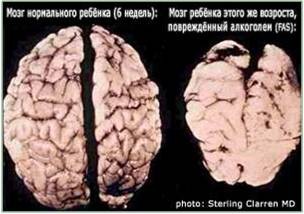 Мозг нормального ребёнка (6 недель):
Мозг ребёнка этого же возраста,
повреждённый алкоголем (FAS):
photo: Sterling Clarren MD